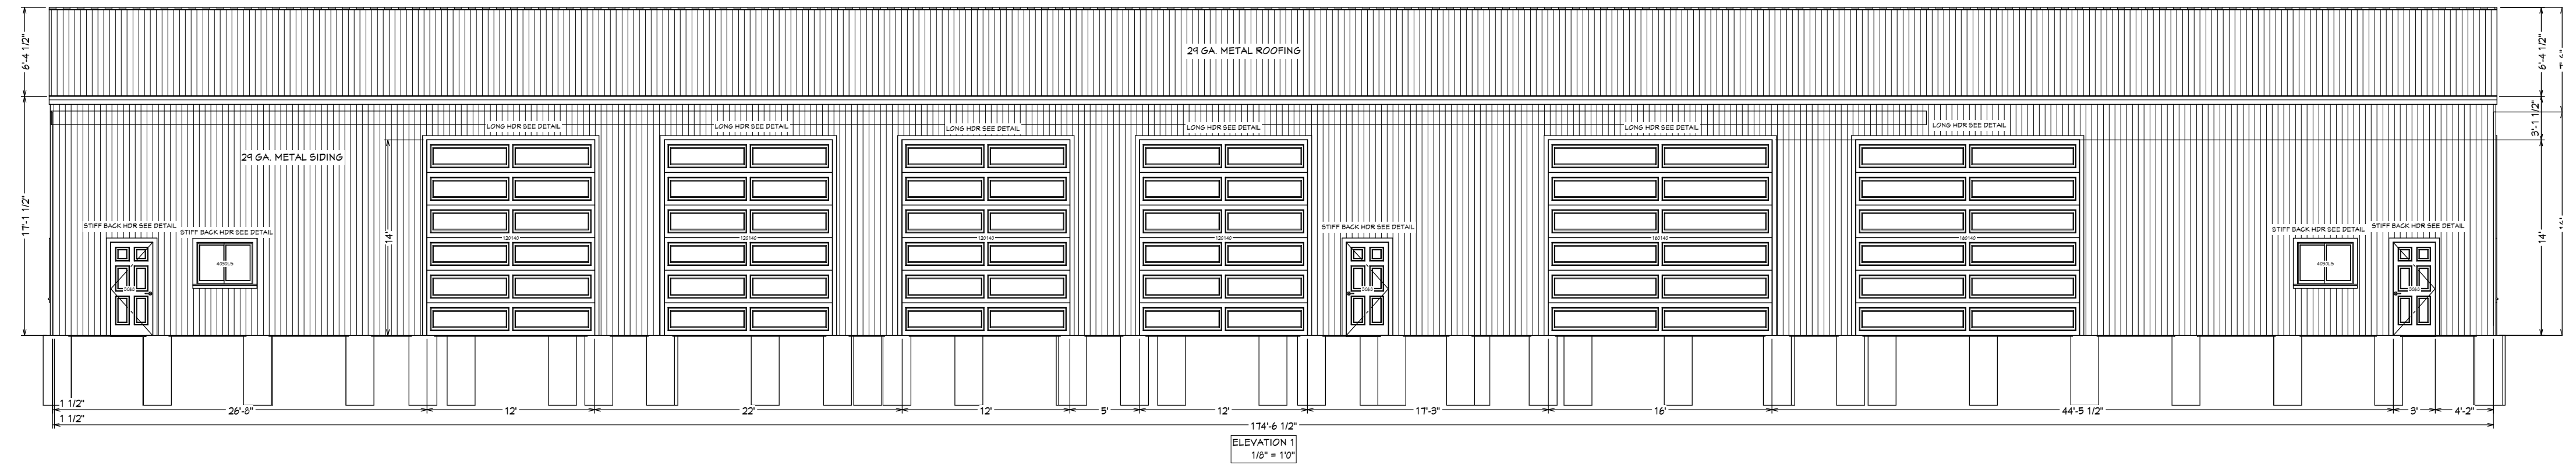 29 GA. METAL ROOFING
6'-4 1/2"
6'-4 1/2"
3'-1 1/2"
LONG HDR SEE DETAIL
LONG HDR SEE DETAIL
LONG HDR SEE DETAIL
LONG HDR SEE DETAIL
LONG HDR SEE DETAIL
LONG HDR SEE DETAIL
29 GA. METAL SIDING
17'-1 1/2"
STIFF BACK HDR SEE DETAIL
STIFF BACK HDR SEE DETAIL
STIFF BACK HDR SEE DETAIL
STIFF BACK HDR SEE DETAIL
STIFF BACK HDR SEE DETAIL
14'
14'
1 1/2"
26'-8"
12'
22'
12'
5'
12'
17'-3"
16'
44'-5 1/2"
3'
4'-2"
1 1/2"
174'-6 1/2"
ELEVATION 1
1/8" = 1'0"